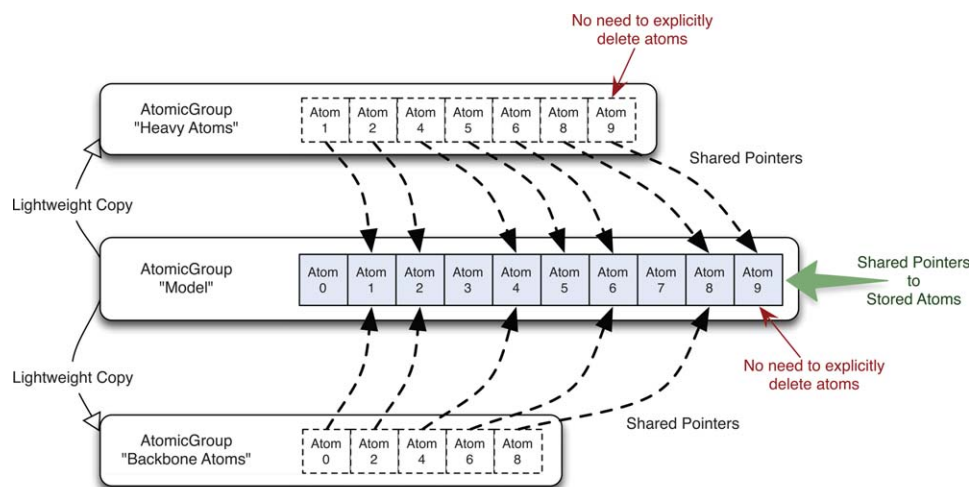 No need to explicitly
delete atoms
AtomicGroup
"Heavy Atoms"
Atom Atom Atom Atom Atom Atom Atom
1 2 4 5 6 8 9
Shared Pointers
Lightweight Copy
AtomicGroup
"Model"
Atom Atom Atom Atom Atom Atom Atom Atom Atom Atom
0 1 2 3 4 5 6 7 8 9
Shared Pointers
to
Stored Atoms
No need to explicitly
delete atoms
Lightweight Copy
Shared Pointers
AtomicGroup
"Backbone Atoms"
Atom Atom Atom Atom Atom
0 2 4 6 8